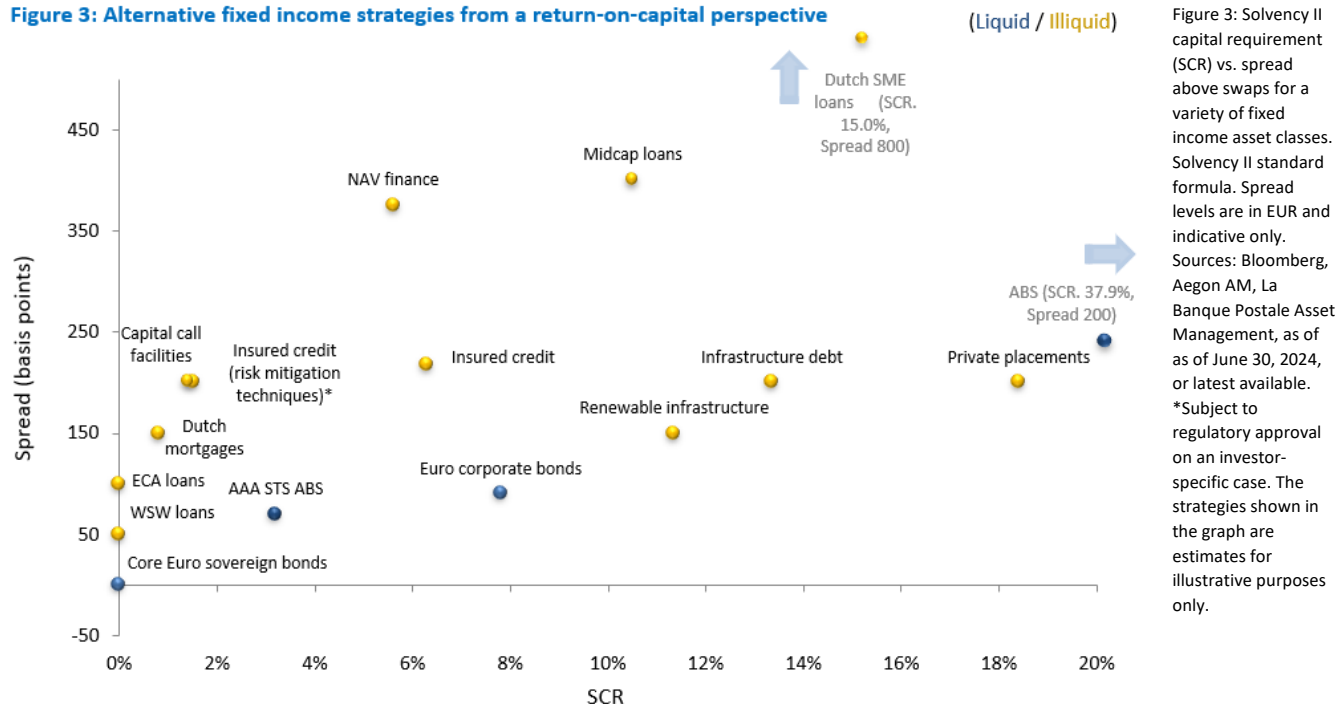 Figure 3: Alternative fixed income strategies from a return-on-capital perspective
(Liquid / Illiquid)
Spread (basis points)
450
350
250
150
50
-50
0%
2%
4%
6%
8%
10%
12%
14%
16%
18%
20%
SCR
Dutch SME
loans (SCR.
15.0%,
Spread 800)
Midcap loans
NAV finance
ABS (SCR. 37.9%,
Spread 200)
Capital call
facilities
Insured credit
(risk mitigation
techniques)*
Insured credit
Infrastructure debt
Private placements
Renewable infrastructure
Dutch
mortgages
Euro corporate bonds
ECA loans
AAA STS ABS
WSW loans
Core Euro sovereign bonds
Figure 3: Solvency II
capital requirement
(SCR) vs. spread
above swaps for a
variety of fixed
income asset classes.
Solvency II standard
formula. Spread
levels are in EUR and
indicative only.
Sources: Bloomberg,
Aegon AM, La
Banque Postale Asset
Management, as of
as of June 30, 2024,
or latest available.
*Subject to
regulatory approval
on an investor-
specific case. The
strategies shown in
the graph are
estimates for
illustrative purposes
only.